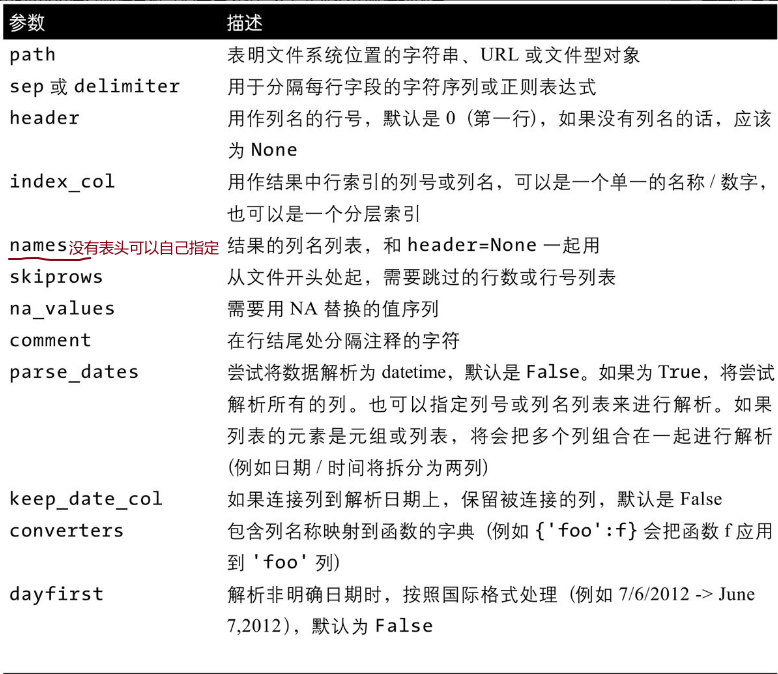 参数 描述
path 表明文件系统位置的字符串、URL 或文件型对象
sep 或 delimiter 用于分隔每行字段的字符序列或正则表达式
header 用作列名的行号，默认是 0（第一行），如果没有列名的话，应该
为 None
index_col 用作结果中行索引的列号或列名，可以是一个单一的名称 / 数字，
也可以是一个分层索引
names 没有表头可以自己指定 结果的列名列表，和 header=None 一起用
skiprows 从文件开头处起，需要跳过的行数或行号列表
na_values 需要用 NA 替换的值序列
comment 在行结尾处分隔注释的字符
parse_dates 尝试将数据解析为 datetime，默认是 False。如果为 True，将尝试
解析所有的列。也可以指定列号或列名列表来进行解析。如果
列表的元素是元组或列表，将会把多个列组合在一起进行解析
（例如日期 / 时间将拆分为两列）
keep_date_col 如果连接列到解析日期上，保留被连接的列，默认是 False
converters 包含列名称映射到函数的字典（例如 {'foo':f} 会把函数 f 应用
到 'foo' 列）
dayfirst 解析非明确日期时，按照国际格式处理（例如 7/6/2012 -> June
7,2012），默认为 False